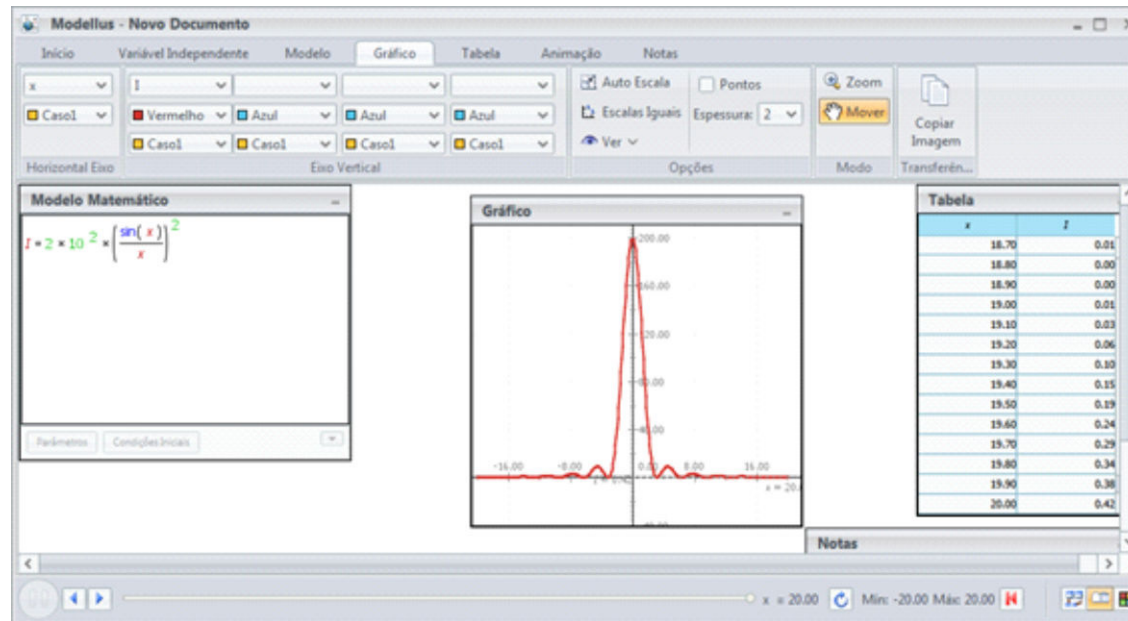 Modellus - Novo Documento
Início Variável Independente Modelo Gráfico Tabela Animação Notas
x I Auto Escala Pontos Zoom
Caso1 Vermelho Azul Azul Azul Escalas Iguais Espessura: 2 Mover Copiar
Caso1 Caso1 Caso1 Caso1 Ver Imagem
Horizontal Eixo Eixo Vertical Opções Modo Transferên...
Modelo Matemático
I = 2 × 10 2 × ( sin( x ) / x ) 2
Parâmetros Condições Iniciais
Gráfico
200.00
160.00
120.00
80.00
40.00
-16.00 -8.00 0.00 8.00 16.00
Tabela
x I
18.70 0.01
18.80 0.00
18.90 0.00
19.00 0.01
19.10 0.03
19.20 0.06
19.30 0.10
19.40 0.15
19.50 0.19
19.60 0.24
19.70 0.29
19.80 0.34
19.90 0.38
20.00 0.42
Notas
x = 20.00 Min: -20.00 Máx: 20.00